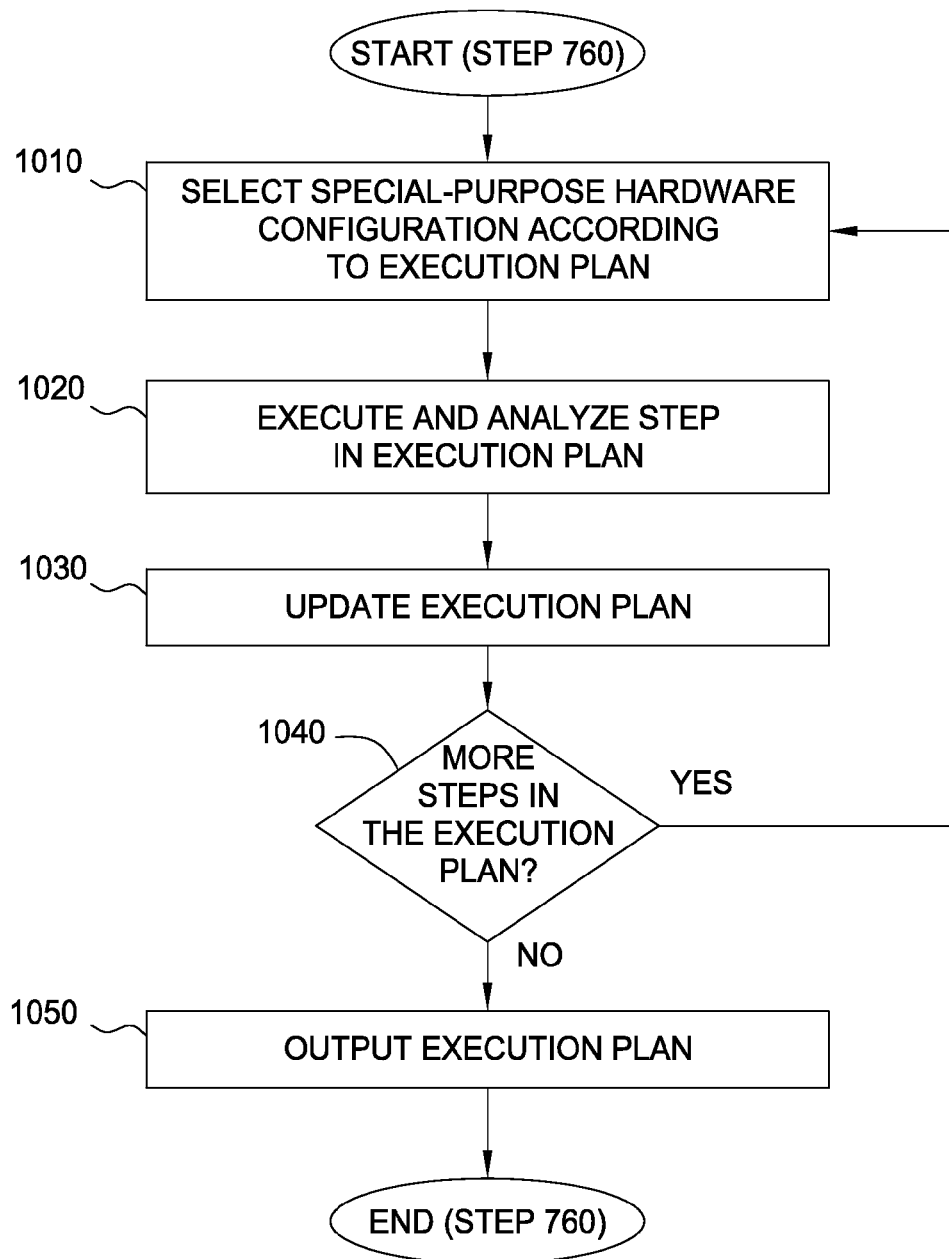 START (STEP 760)
1010
SELECT SPECIAL-PURPOSE HARDWARE
CONFIGURATION ACCORDING
TO EXECUTION PLAN
1020
EXECUTE AND ANALYZE STEP
IN EXECUTION PLAN
1030
UPDATE EXECUTION PLAN
1040
MORE
STEPS IN
THE EXECUTION
PLAN?
YES
NO
1050
OUTPUT EXECUTION PLAN
END (STEP 760)